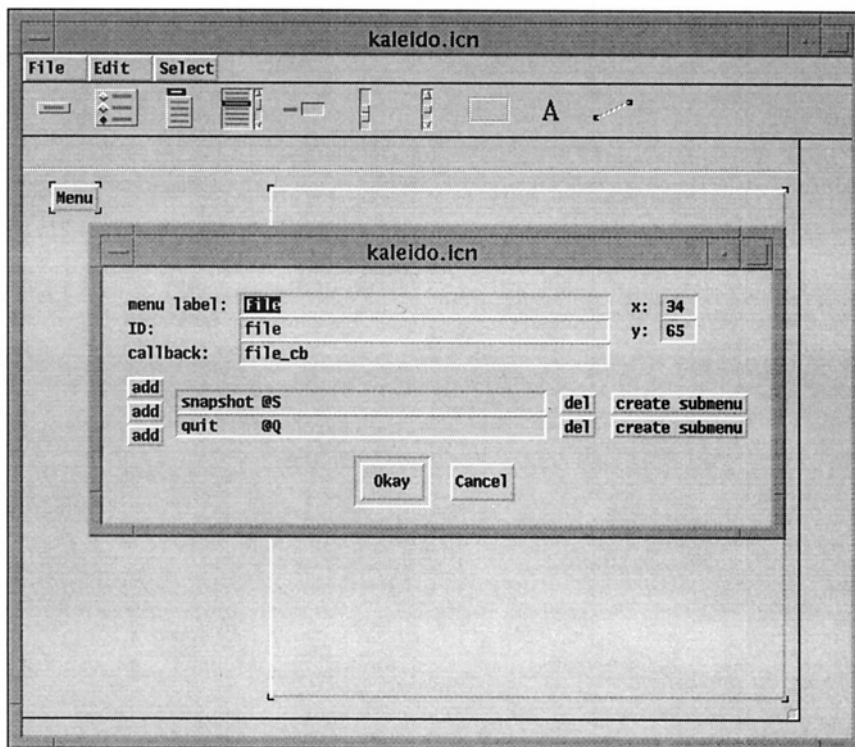 kaleido.icn
File Edit Select
A
Menu
kaleido.icn
menu label: File x: 34
ID: file y: 65
callback: file_cb
add
snapshot @S del create submenu
add
quit @Q del create submenu
add
Okay Cancel